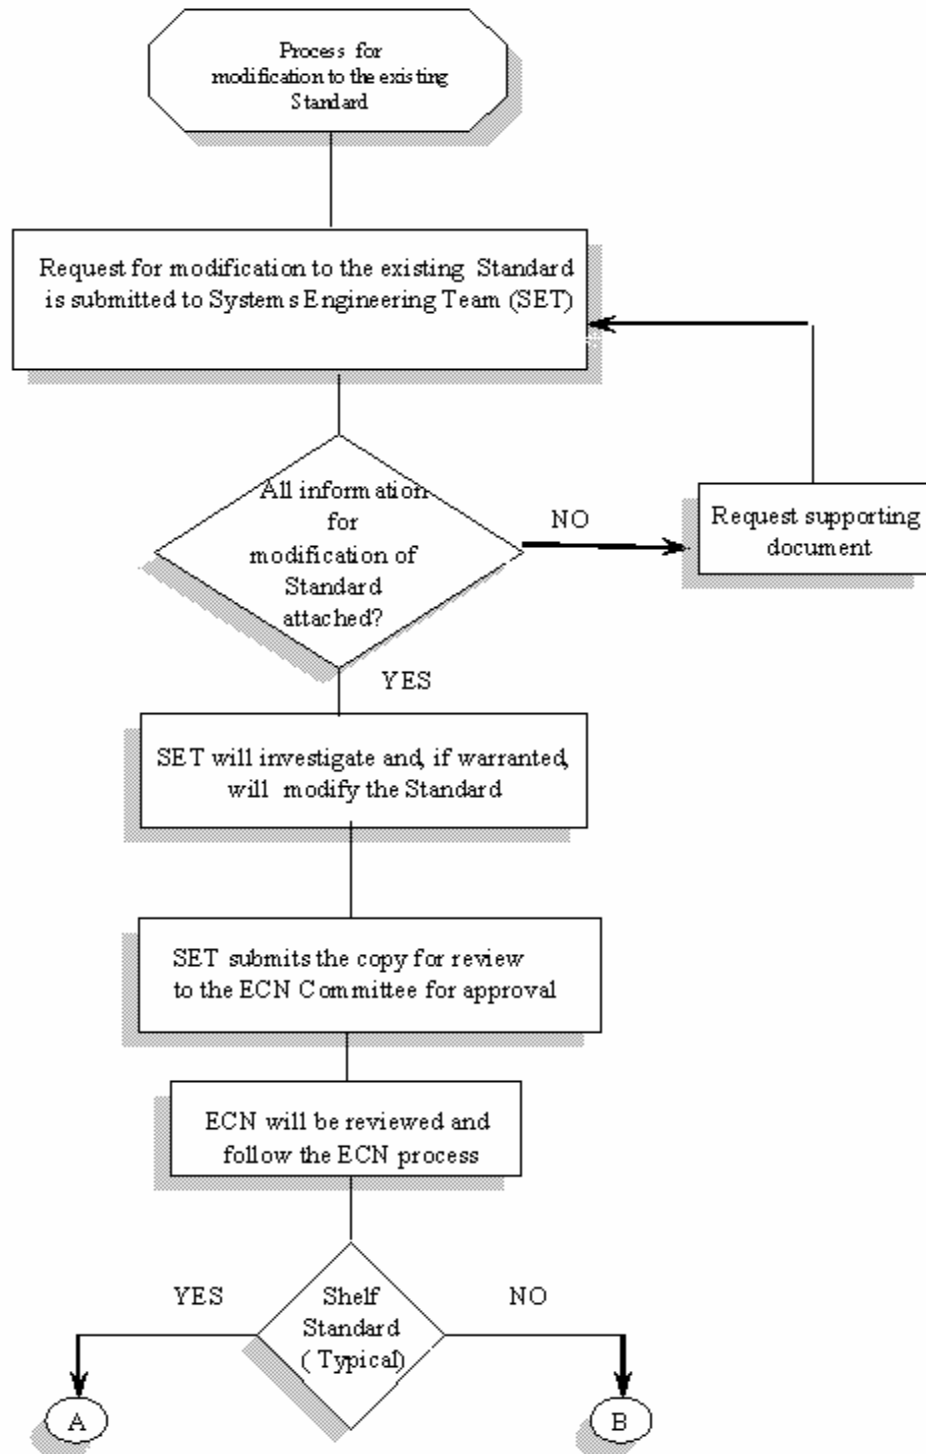 Process for
modification to the existing
Standard
Request for modification to the existing Standard
is submitted to Systems Engineering Team (SET)
All information
for
modification of
Standard
attached?
NO
Request supporting
document
YES
SET will investigate and, if warranted,
will modify the Standard
SET submits the copy for review
to the ECN Committee for approval
ECN will be reviewed and
follow the ECN process
YES
Shelf
Standard
( Typical)
NO
A
B